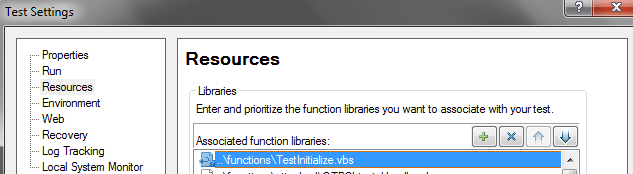 Test Settings
Properties
Run
Resources
Environment
Web
Recovery
Log Tracking
Local System Monitor
Resources
Libraries
Enter and prioritize the function libraries you want to associate with your test.
Associated function libraries:
..\functions\TestInitialize.vbs